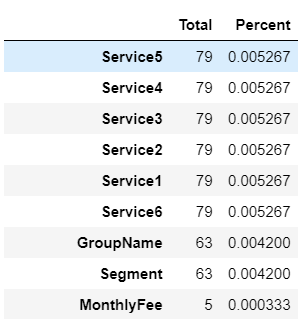 Total Percent
Service5 79 0.005267
Service4 79 0.005267
Service3 79 0.005267
Service2 79 0.005267
Service1 79 0.005267
Service6 79 0.005267
GroupName 63 0.004200
Segment 63 0.004200
MonthlyFee 5 0.000333